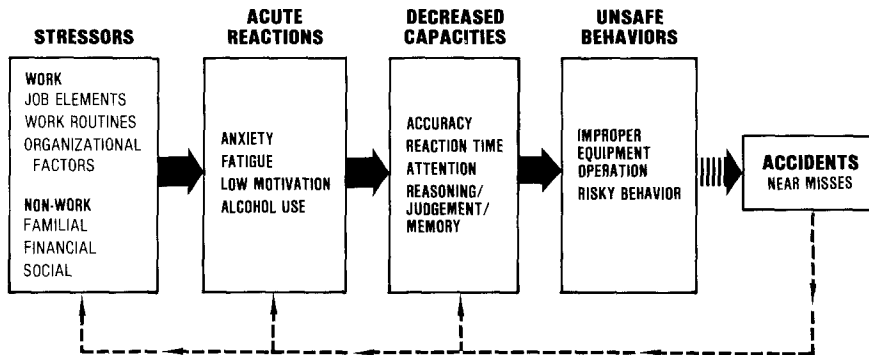 STRESSORS
WORK
JOB ELEMENTS
WORK ROUTINES
ORGANIZATIONAL
FACTORS
NON-WORK
FAMILIAL
FINANCIAL
SOCIAL
ACUTE
REACTIONS
ANXIETY
FATIGUE
LOW MOTIVATION
ALCOHOL USE
DECREASED
CAPACITIES
ACCURACY
REACTION TIME
ATTENTION
REASONING/
JUDGEMENT/
MEMORY
UNSAFE
BEHAVIORS
IMPROPER
EQUIPMENT
OPERATION
RISKY BEHAVIOR
ACCIDENTS
NEAR MISSES